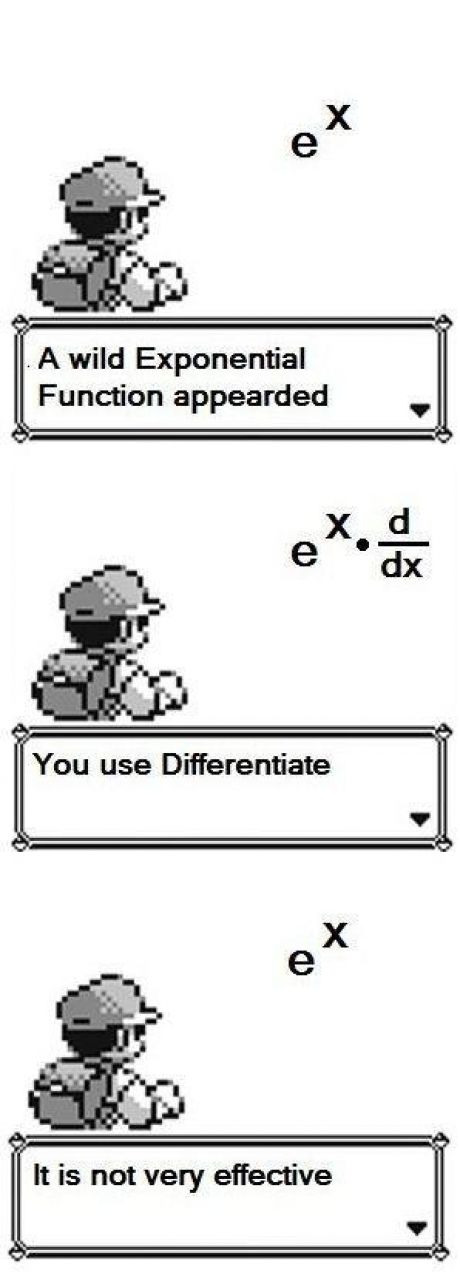 e^x
A wild Exponential
Function appearded
e^x • d/dx
You use Differentiate
e^x
It is not very effective